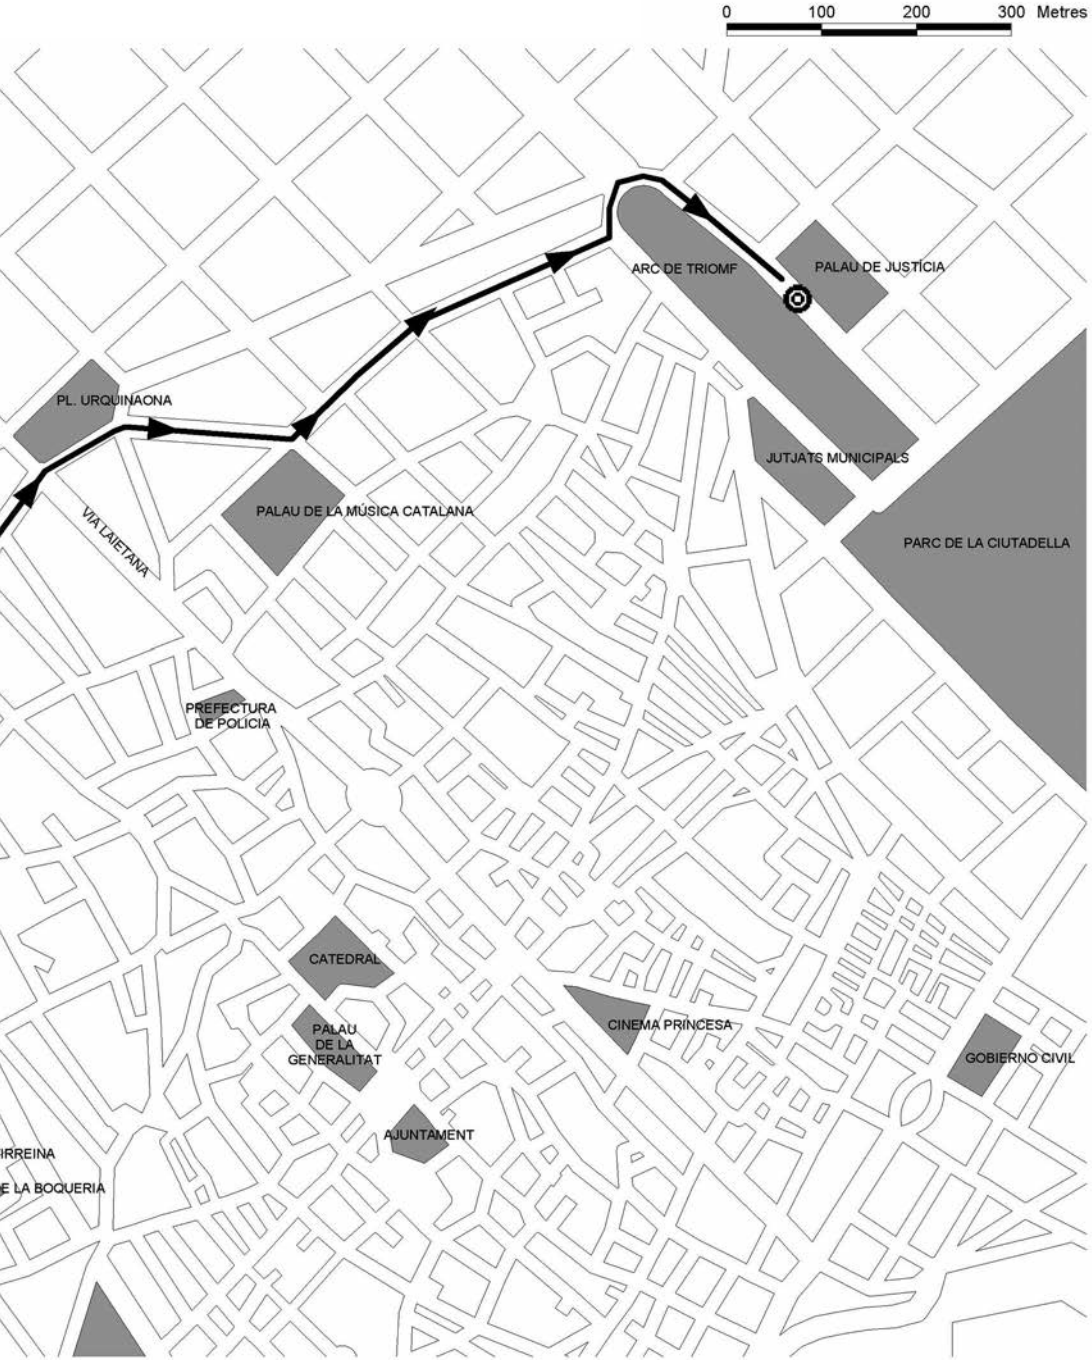 0 100 200 300 Metres
ARC DE TRIOMF
PALAU DE JUSTÍCIA
PL. URQUINAONA
JUTJATS MUNICIPALS
PALAU DE LA MÚSICA CATALANA
VIA LAIETANA
PARC DE LA CIUTADELLA
PREFECTURA
DE POLICIA
CATEDRAL
CINEMA PRINCESA
PALAU
DE LA
GENERALITAT
GOBIERNO CIVIL
AJUNTAMENT
IRREINA
E LA BOQUERIA